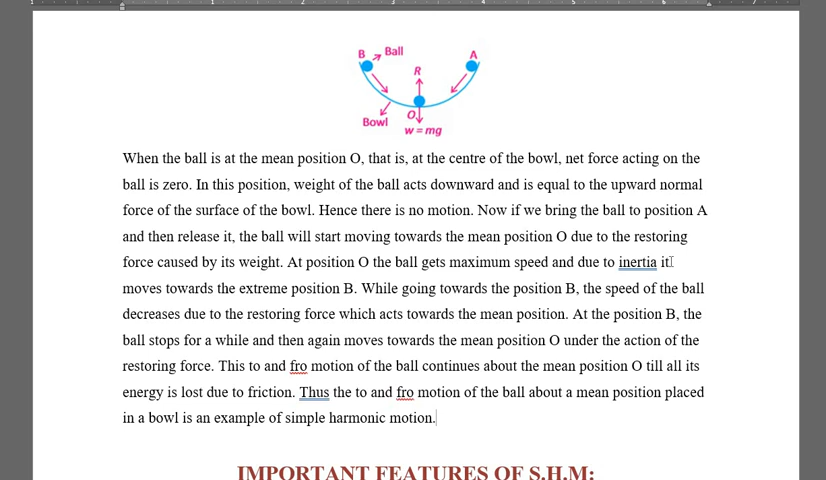 B Ball A
R
O
Bowl
w = mg
When the ball is at the mean position O, that is, at the centre of the bowl, net force acting on the
ball is zero. In this position, weight of the ball acts downward and is equal to the upward normal
force of the surface of the bowl. Hence there is no motion. Now if we bring the ball to position A
and then release it, the ball will start moving towards the mean position O due to the restoring
force caused by its weight. At position O the ball gets maximum speed and due to inertia it
moves towards the extreme position B. While going towards the position B, the speed of the ball
decreases due to the restoring force which acts towards the mean position. At the position B, the
ball stops for a while and then again moves towards the mean position O under the action of the
restoring force. This to and fro motion of the ball continues about the mean position O till all its
energy is lost due to friction. Thus the to and fro motion of the ball about a mean position placed
in a bowl is an example of simple harmonic motion.
IMPORTANT FEATURES OF S.H.M: